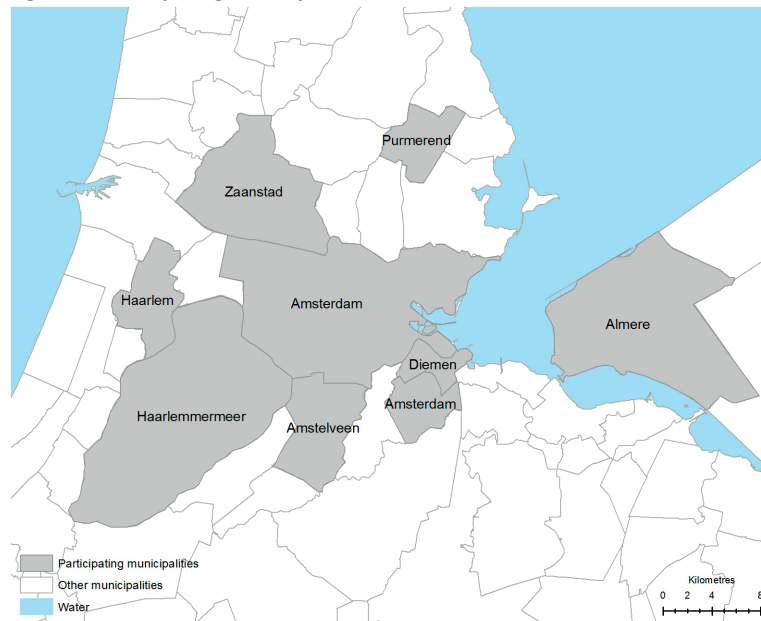 Purmerend
Zaanstad
Haarlem
Amsterdam
Almere
Diemen
Amsterdam
Haarlemmermeer
Amstelveen
Participating municipalities
Other municipalities
Water
Kilometres
0 2 4 6 8